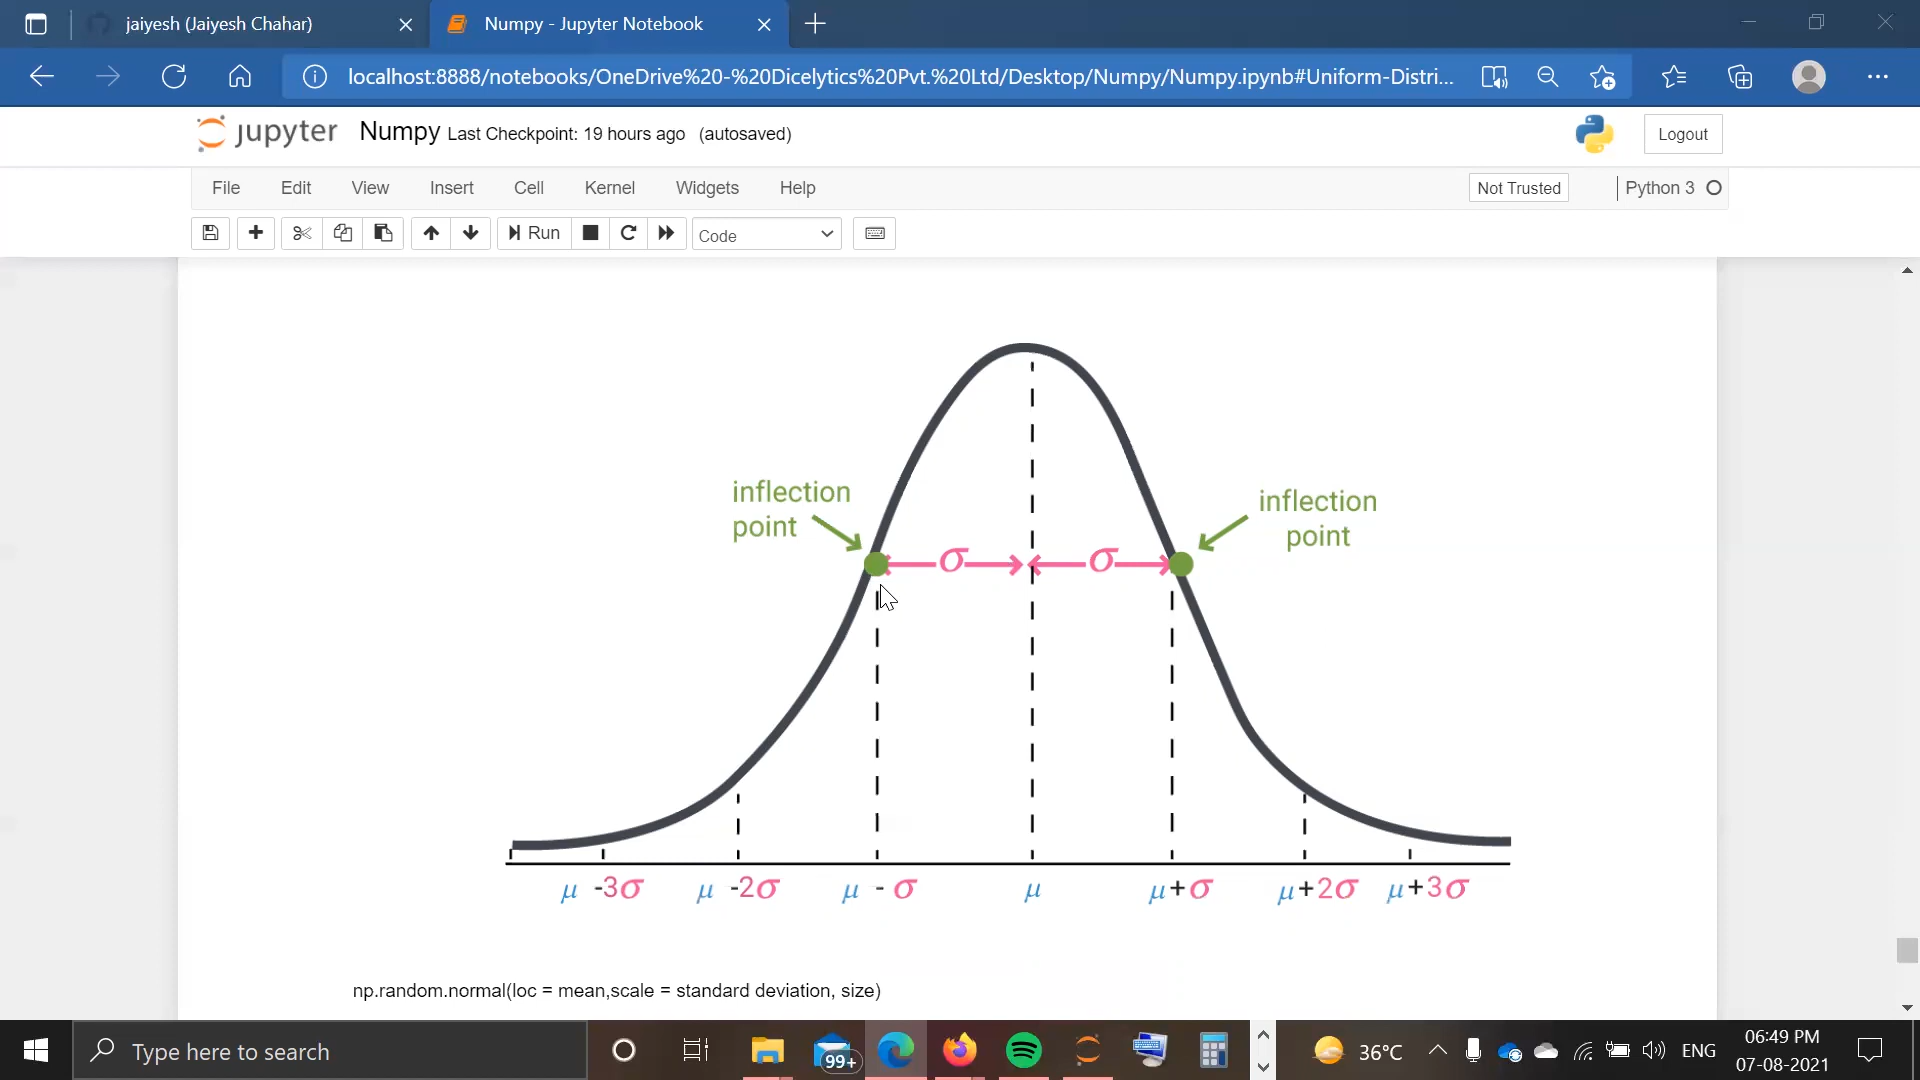 jaiyesh (Jaiyesh Chahar)
Numpy - Jupyter Notebook
localhost:8888/notebooks/OneDrive%20-%20Dicelytics%20Pvt.%20Ltd/Desktop/Numpy/Numpy.ipynb#Uniform-Distri...
jupyter Numpy Last Checkpoint: 19 hours ago (autosaved)
Logout
File Edit View Insert Cell Kernel Widgets Help
Not Trusted
Python 3
Run
Code
inflection
point
inflection
point
σ σ
μ -3σ μ -2σ μ - σ μ μ+σ μ+2σ μ+3σ
np.random.normal(loc = mean,scale = standard deviation, size)
Type here to search
99+
36°C
ENG
06:49 PM
07-08-2021